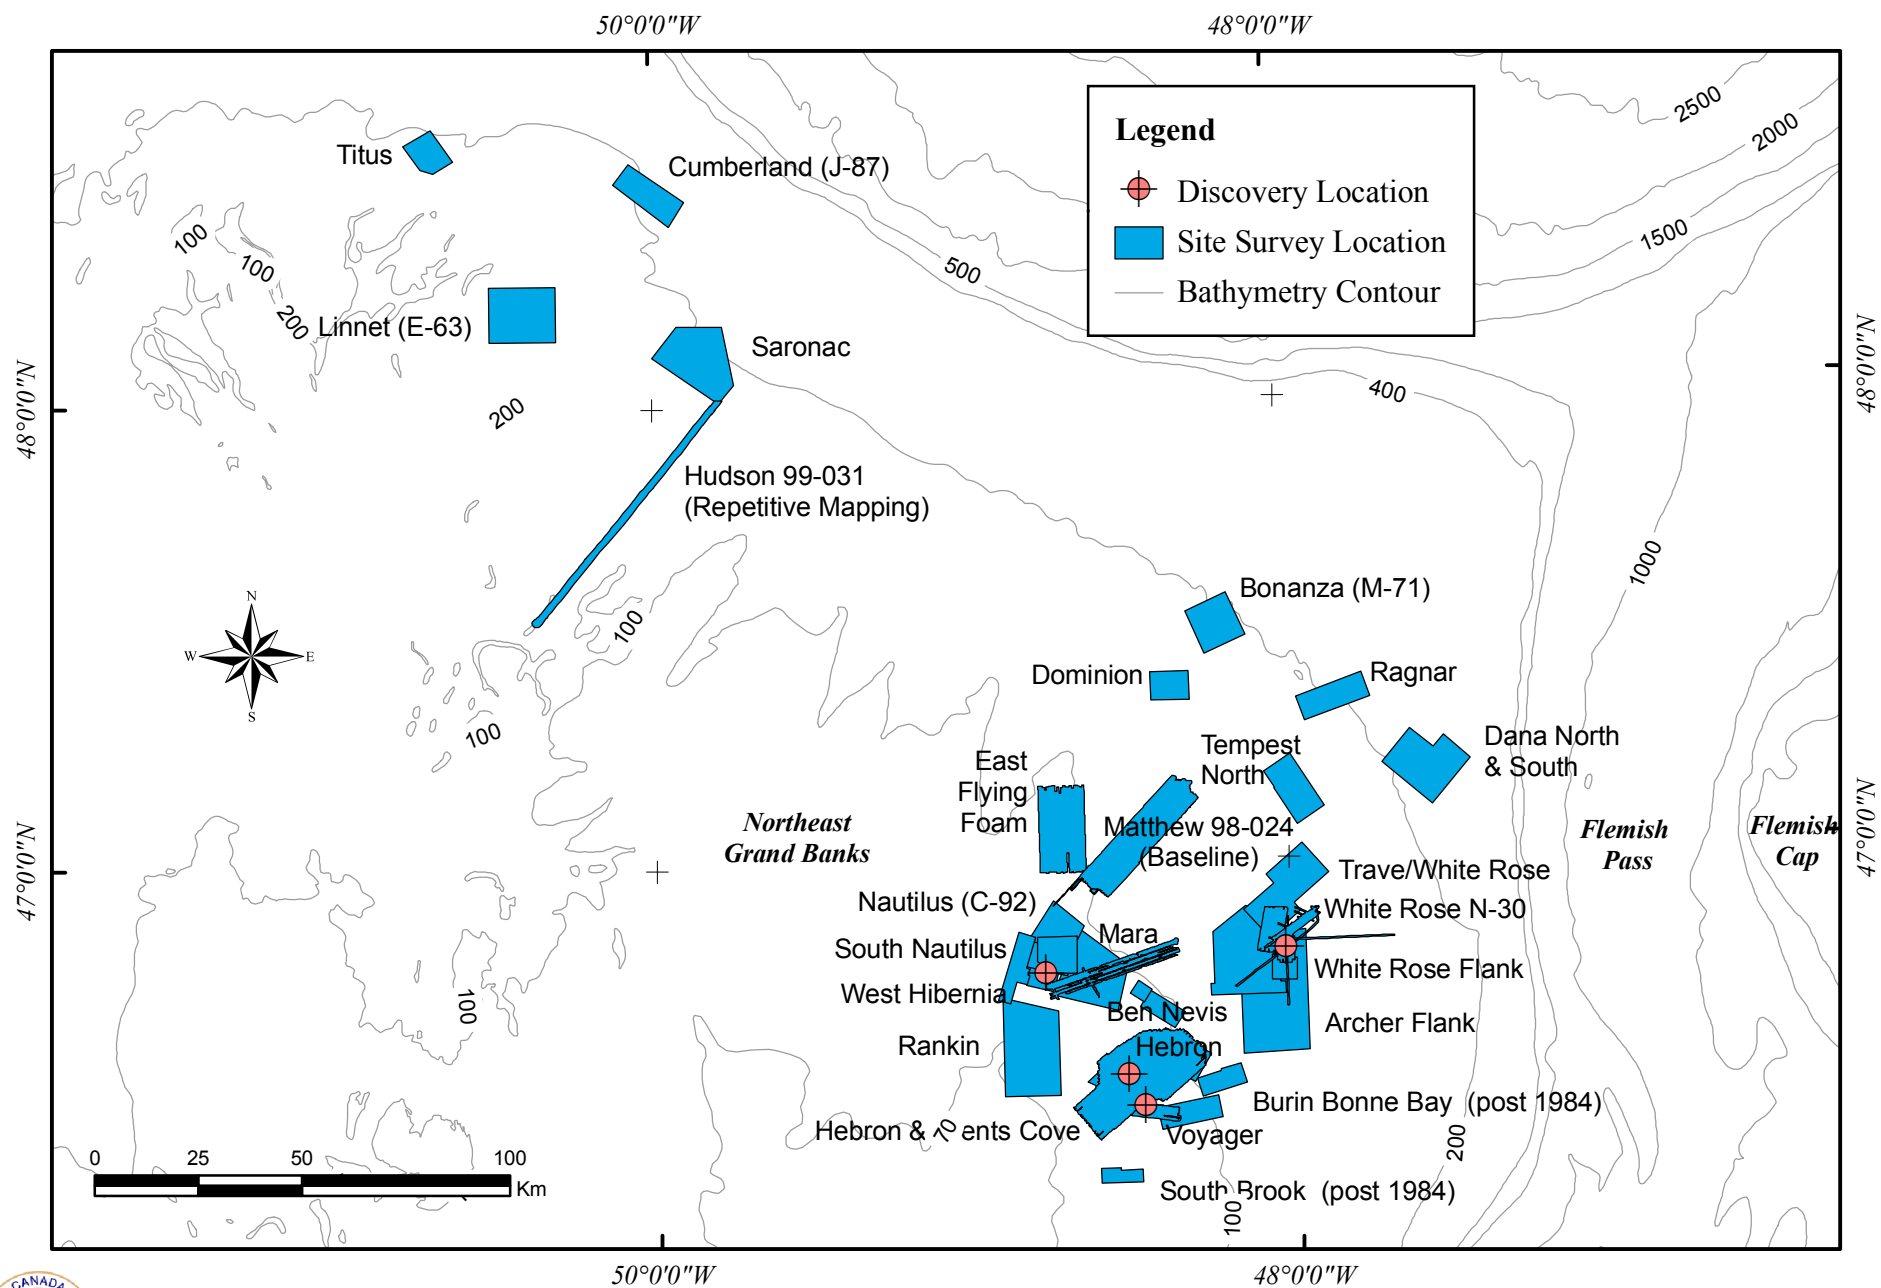 50°0'0"W
48°0'0"W
Legend
Discovery Location
Site Survey Location
Bathymetry Contour
2500
2000
1500
500
400
Titus
Cumberland (J-87)
100
100
200
Linnet (E-63)
Saronac
48°0'0"N
48°0'0"N
200
Hudson 99-031
(Repetitive Mapping)
1000
100
N
W
E
S
Bonanza (M-71)
Dominion
Ragnar
100
Tempest
North
Dana North
& South
East
Flying
Foam
Northeast
Grand Banks
Matthew 98-024
(Baseline)
Flemish
Pass
Flemish
Cap
47°0'0"N
47°0'0"N
Trave/White Rose
Nautilus (C-92)
White Rose N-30
Mara
South Nautilus
White Rose Flank
West Hibernia
100
Ben Nevis
Archer Flank
Rankin
Hebron
Burin Bonne Bay (post 1984)
Hebron & 70 ents Cove
Voyager
200
0 25 50 100
Km
South Brook (post 1984)
100
50°0'0"W
48°0'0"W
CANADA